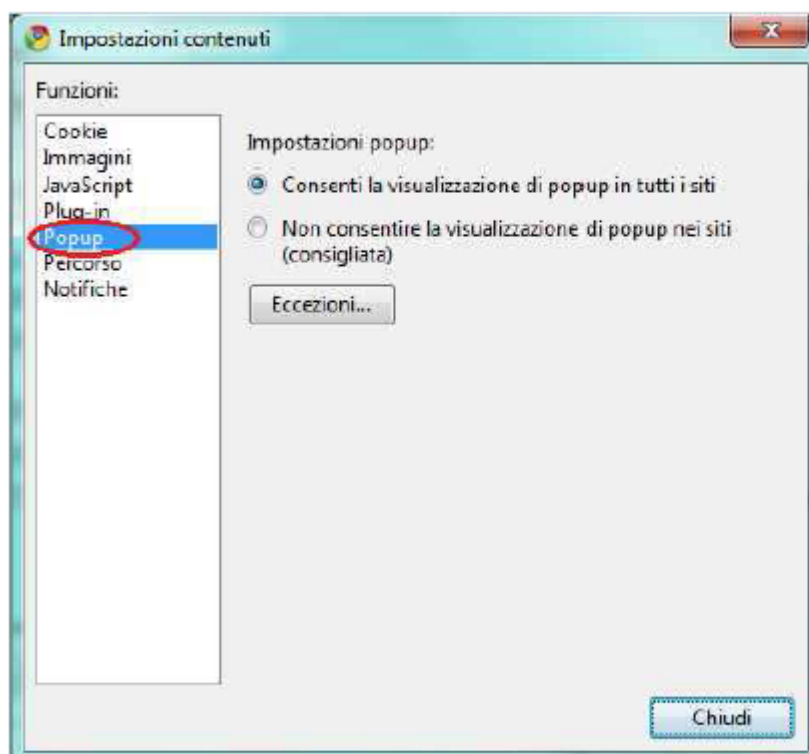 Impostazioni contenuti
Funzioni:
Cookie
Immagini
JavaScript
Plug-in
Popup
Percorso
Notifiche
Impostazioni popup:
Consenti la visualizzazione di popup in tutti i siti
Non consentire la visualizzazione di popup nei siti
(consigliata)
Eccezioni...
Chiudi